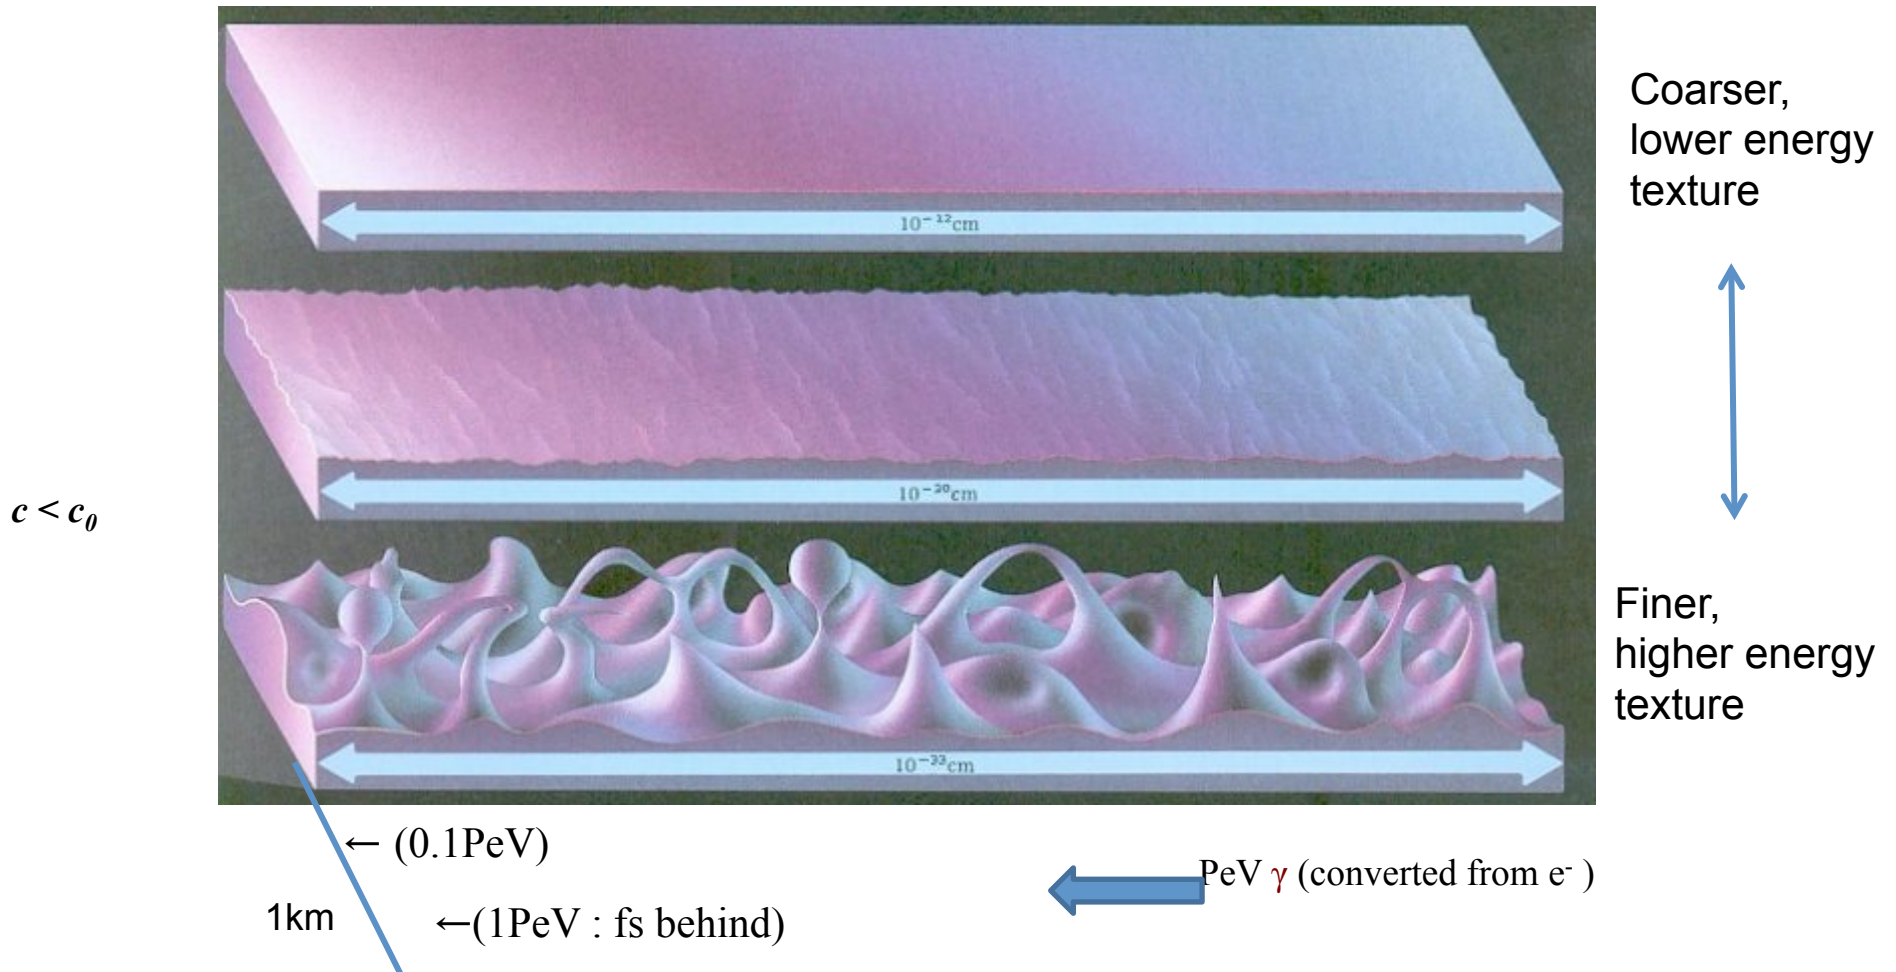 Coarser,
lower energy
texture
10⁻¹²cm
10⁻²⁰cm
c < c₀
Finer,
higher energy
texture
10⁻³³cm
← (0.1PeV)
PeV γ (converted from e⁻ )
1km
←(1PeV : fs behind)